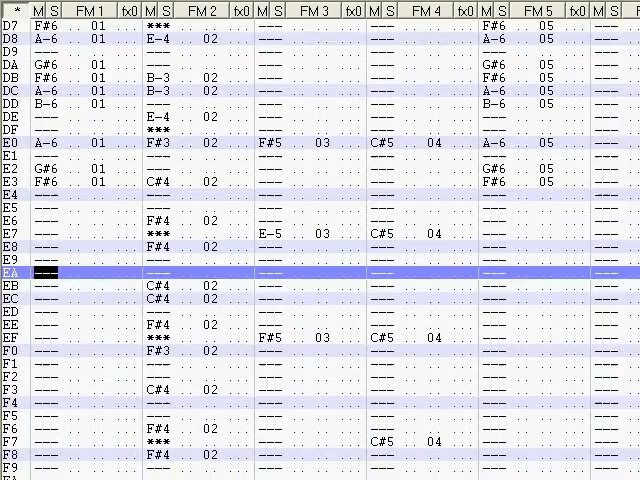 * M S FM 1 fx0 M S FM 2 fx0 M S FM 3 fx0 M S FM 4 fx0 M S FM 5 fx0 M S
D7 F#6 01 *** --- --- F#6 05 ---
D8 A-6 01 E-4 02 --- --- A-6 05 ---
D9 --- --- --- --- --- ---
DA G#6 01 --- --- --- G#6 05 ---
DB F#6 01 B-3 02 --- --- F#6 05 ---
DC A-6 01 B-3 02 --- --- A-6 05 ---
DD B-6 01 --- --- --- B-6 05 ---
DE --- E-4 02 --- --- --- ---
DF --- *** --- --- --- ---
E0 A-6 01 F#3 02 F#5 03 C#5 04 A-6 05 ---
E1 --- --- --- --- --- ---
E2 G#6 01 --- --- --- G#6 05 ---
E3 F#6 01 C#4 02 --- --- F#6 05 ---
E4 --- --- --- --- --- ---
E5 --- --- --- --- --- ---
E6 --- F#4 02 --- --- --- ---
E7 --- *** E-5 03 C#5 04 --- ---
E8 --- F#4 02 --- --- --- ---
E9 --- --- --- --- --- ---
EA --- --- --- --- --- ---
EB --- C#4 02 --- --- --- ---
EC --- C#4 02 --- --- --- ---
ED --- --- --- --- --- ---
EE --- F#4 02 --- --- --- ---
EF --- *** F#5 03 C#5 04 --- ---
F0 --- F#3 02 --- --- --- ---
F1 --- --- --- --- --- ---
F2 --- --- --- --- --- ---
F3 --- C#4 02 --- --- --- ---
F4 --- --- --- --- --- ---
F5 --- --- --- --- --- ---
F6 --- F#4 02 --- --- --- ---
F7 --- *** --- C#5 04 --- ---
F8 --- F#4 02 --- --- --- ---
F9 --- --- --- --- --- ---